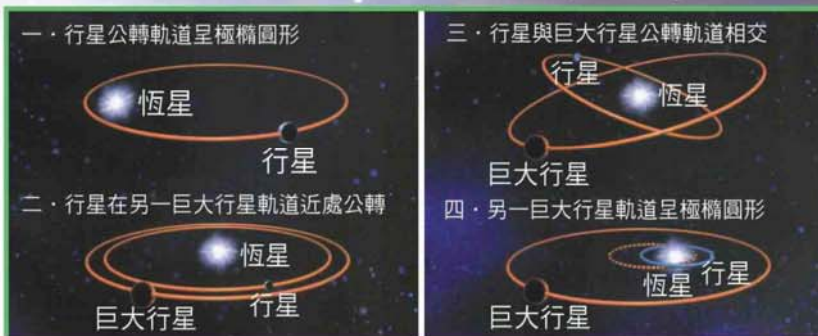 一．行星公轉軌道呈極橢圓形
恆星
行星
二．行星在另一巨大行星軌道近處公轉
恆星
行星
巨大行星
三．行星與巨大行星公轉軌道相交
行星
恆星
巨大行星
四．另一巨大行星軌道呈極橢圓形
行星
恆星
巨大行星